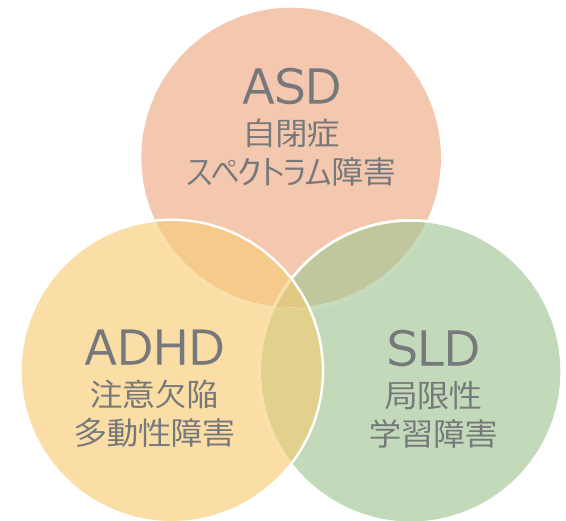 ASD
自閉症
スペクトラム障害
ADHD
注意欠陥
多動性障害
SLD
局限性
学習障害